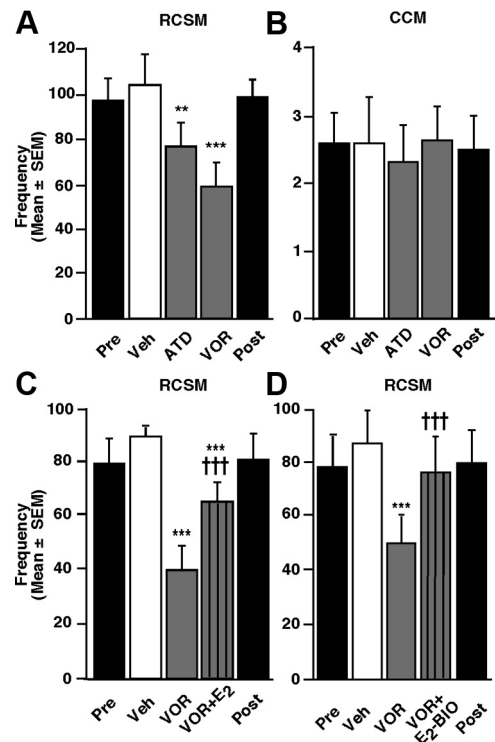 A
RCSM
120
100
80
60
40
20
0
Frequency
(Mean ± SEM)
**
***
Pre
Veh
ATD
VOR
Post
B
CCM
4
3
2
1
0
Pre
Veh
ATD
VOR
Post
C
RCSM
100
80
60
40
20
0
Frequency
(Mean ± SEM)
***
***
†††
Pre
Veh
VOR
VOR+E₂
Post
D
RCSM
100
80
60
40
20
0
***
†††
Pre
Veh
VOR
VOR+
E₂-BIO
Post